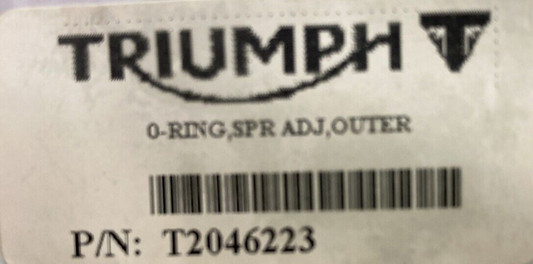 TRIUMPH T
0-RING,SPR ADJ,OUTER
P/N: T2046223